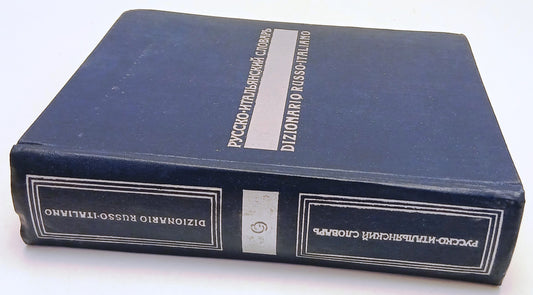 РУССКО-ИТАЛЬЯНСКИЙ СЛОВАРЬ
DIZIONARIO RUSSO-ITALIANO
РУССКО-ИТАЛЬЯНСКИЙ СЛОВАРЬ
DIZIONARIO RUSSO-ITALIANO